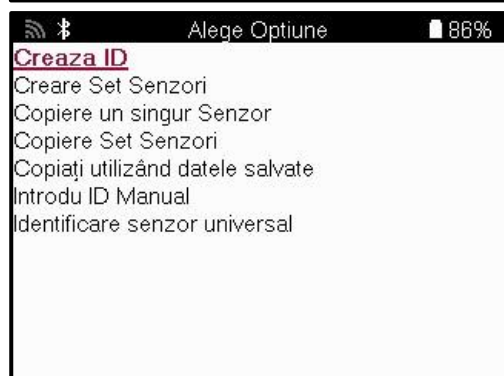 Alege Optiune 86%
Creaza ID
Creare Set Senzori
Copiere un singur Senzor
Copiere Set Senzori
Copiați utilizând datele salvate
Introdu ID Manual
Identificare senzor universal